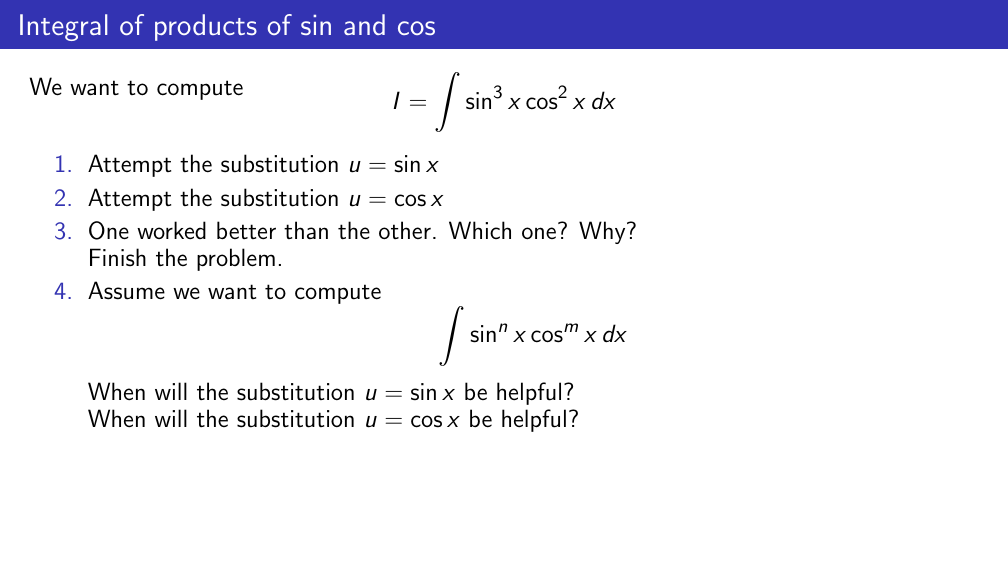 Integral of products of sin and cos
We want to compute
I = ∫ sin³ x cos² x dx
1. Attempt the substitution u = sin x
2. Attempt the substitution u = cos x
3. One worked better than the other. Which one? Why?
Finish the problem.
4. Assume we want to compute
∫ sinⁿ x cosᵐ x dx
When will the substitution u = sin x be helpful?
When will the substitution u = cos x be helpful?